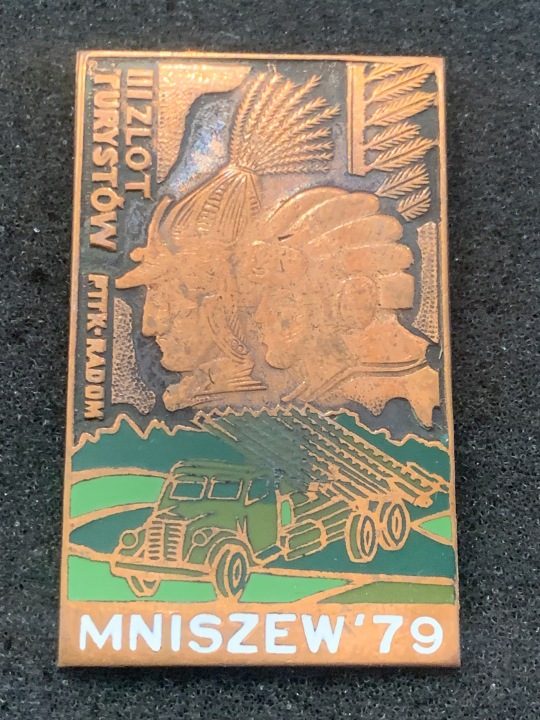 III ZLOT
TURYSTÓW
PTTK-RADOM
MNISZEW '79